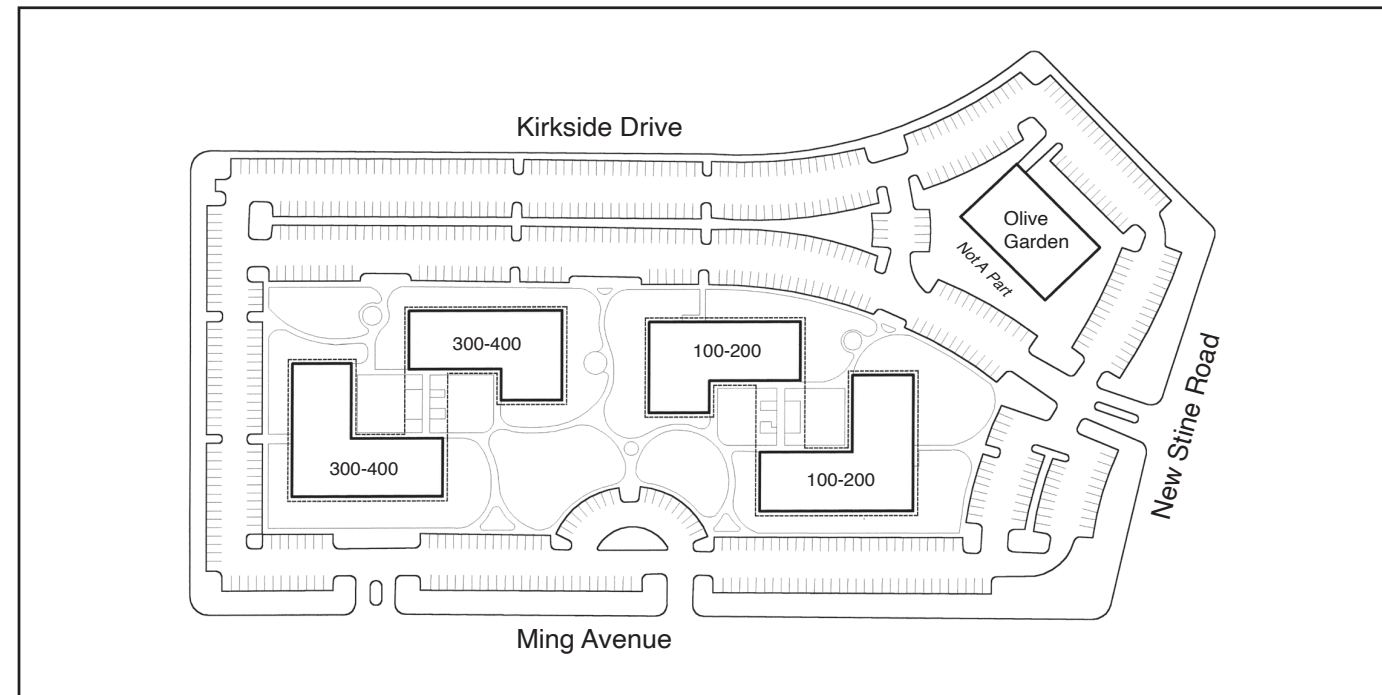 Kirkside Drive
Olive
Garden
Not A Part
300-400
100-200
300-400
100-200
New Stine Road
Ming Avenue